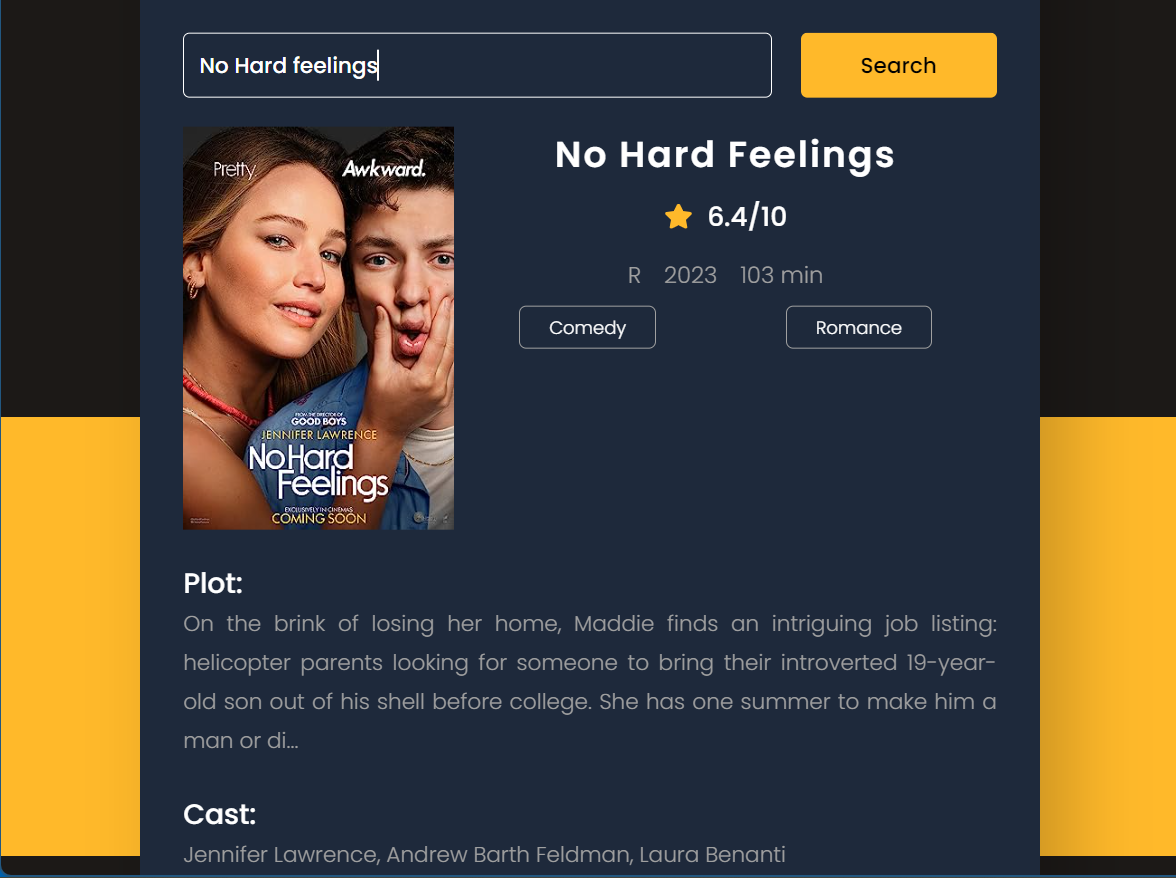 No Hard feelings
Search
Pretty.
Awkward.
FROM THE DIRECTOR OF
GOOD BOYS
JENNIFER LAWRENCE
No Hard
Feelings
EXCLUSIVELY IN CINEMAS
COMING SOON
No Hard Feelings
6.4/10
R 2023 103 min
Comedy Romance
Plot:
On the brink of losing her home, Maddie finds an intriguing job listing:
helicopter parents looking for someone to bring their introverted 19-year-
old son out of his shell before college. She has one summer to make him a
man or di...
Cast:
Jennifer Lawrence, Andrew Barth Feldman, Laura Benanti